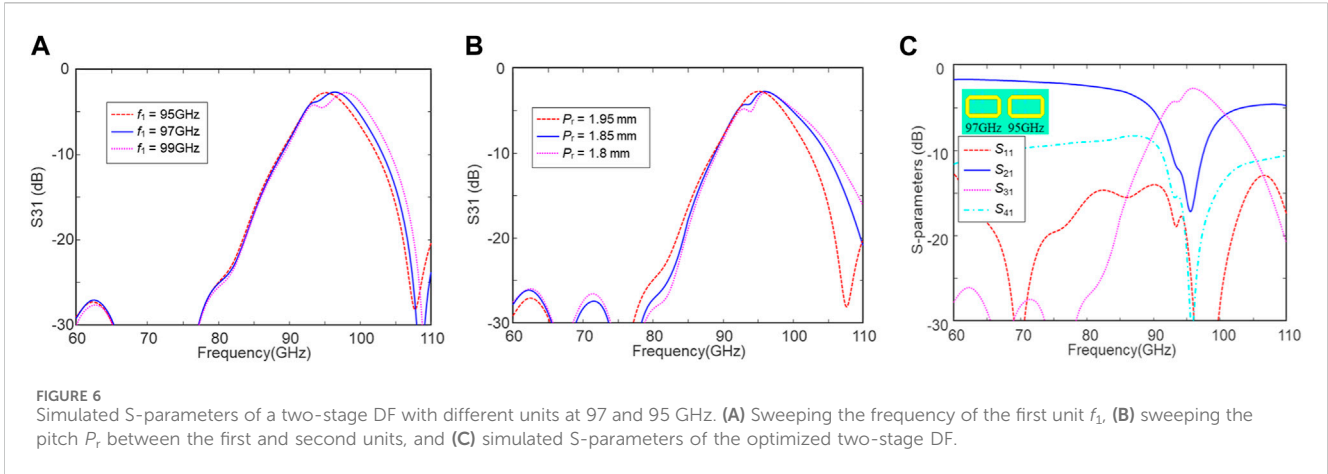 A
0
-10
-20
-30
S31 (dB)
f₁ = 95GHz
f₁ = 97GHz
f₁ = 99GHz
60 70 80 90 100 110
Frequency(GHz)
B
0
-10
-20
-30
S31 (dB)
Pᵣ = 1.95 mm
Pᵣ = 1.85 mm
Pᵣ = 1.8 mm
60 70 80 90 100 110
Frequency(GHz)
C
0
-10
-20
-30
S-parameters (dB)
97GHz 95GHz
S₁₁
S₂₁
S₃₁
S₄₁
60 70 80 90 100 110
Frequency(GHz)
FIGURE 6
Simulated S-parameters of a two-stage DF with different units at 97 and 95 GHz. (A) Sweeping the frequency of the first unit f₁, (B) sweeping the
pitch Pᵣ between the first and second units, and (C) simulated S-parameters of the optimized two-stage DF.